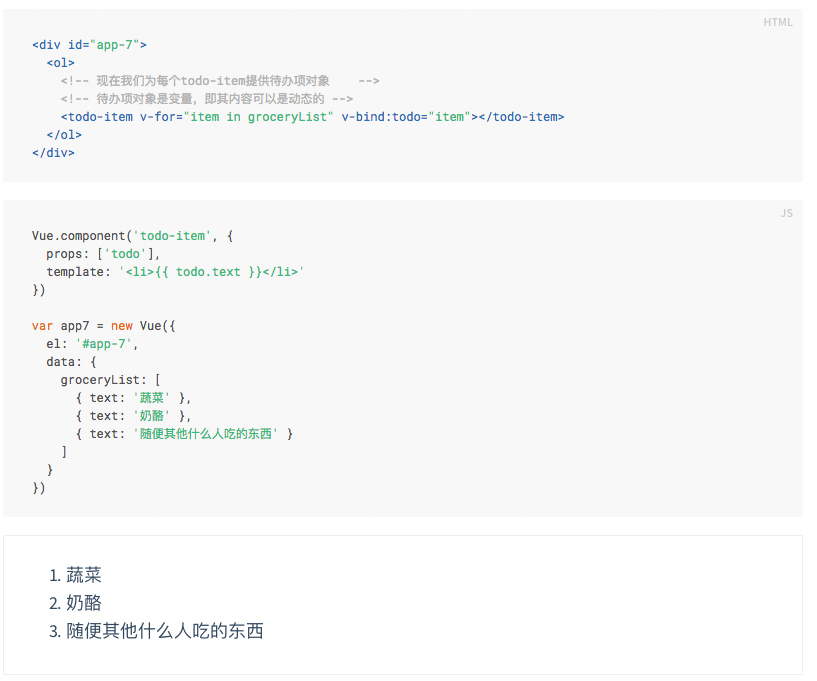 HTML
<div id="app-7">
  <ol>
    <!-- 现在我们为每个todo-item提供待办项对象    -->
    <!-- 待办项对象是变量，即其内容可以是动态的 -->
    <todo-item v-for="item in groceryList" v-bind:todo="item"></todo-item>
  </ol>
</div>
JS
Vue.component('todo-item', {
  props: ['todo'],
  template: '<li>{{ todo.text }}</li>'
})
var app7 = new Vue({
  el: '#app-7',
  data: {
    groceryList: [
      { text: '蔬菜' },
      { text: '奶酪' },
      { text: '随便其他什么人吃的东西' }
    ]
  }
})
1. 蔬菜
2. 奶酪
3. 随便其他什么人吃的东西